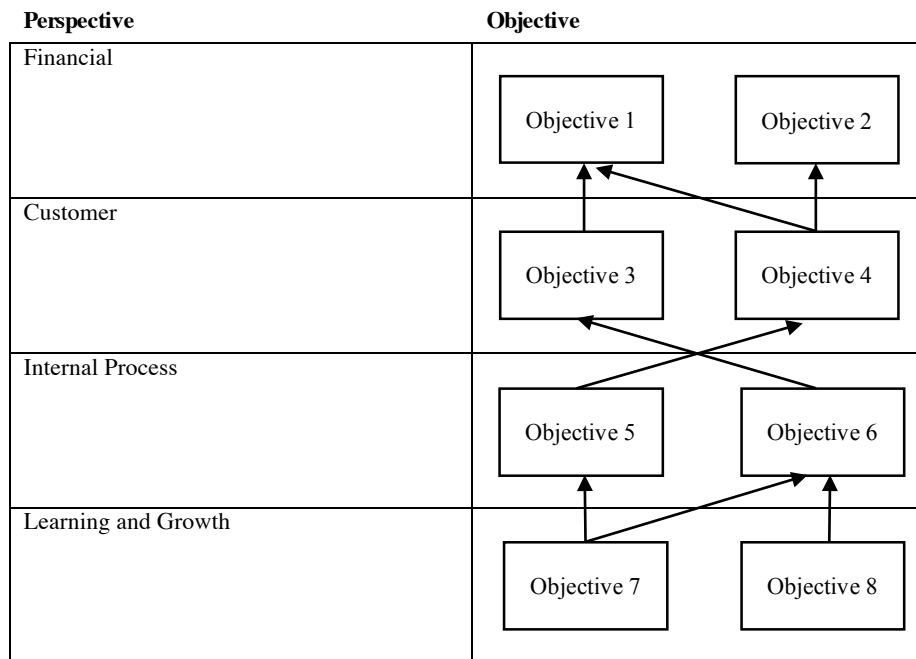 Perspective Objective
Financial
Objective 1 Objective 2
Customer
Objective 3 Objective 4
Internal Process
Objective 5 Objective 6
Learning and Growth
Objective 7 Objective 8